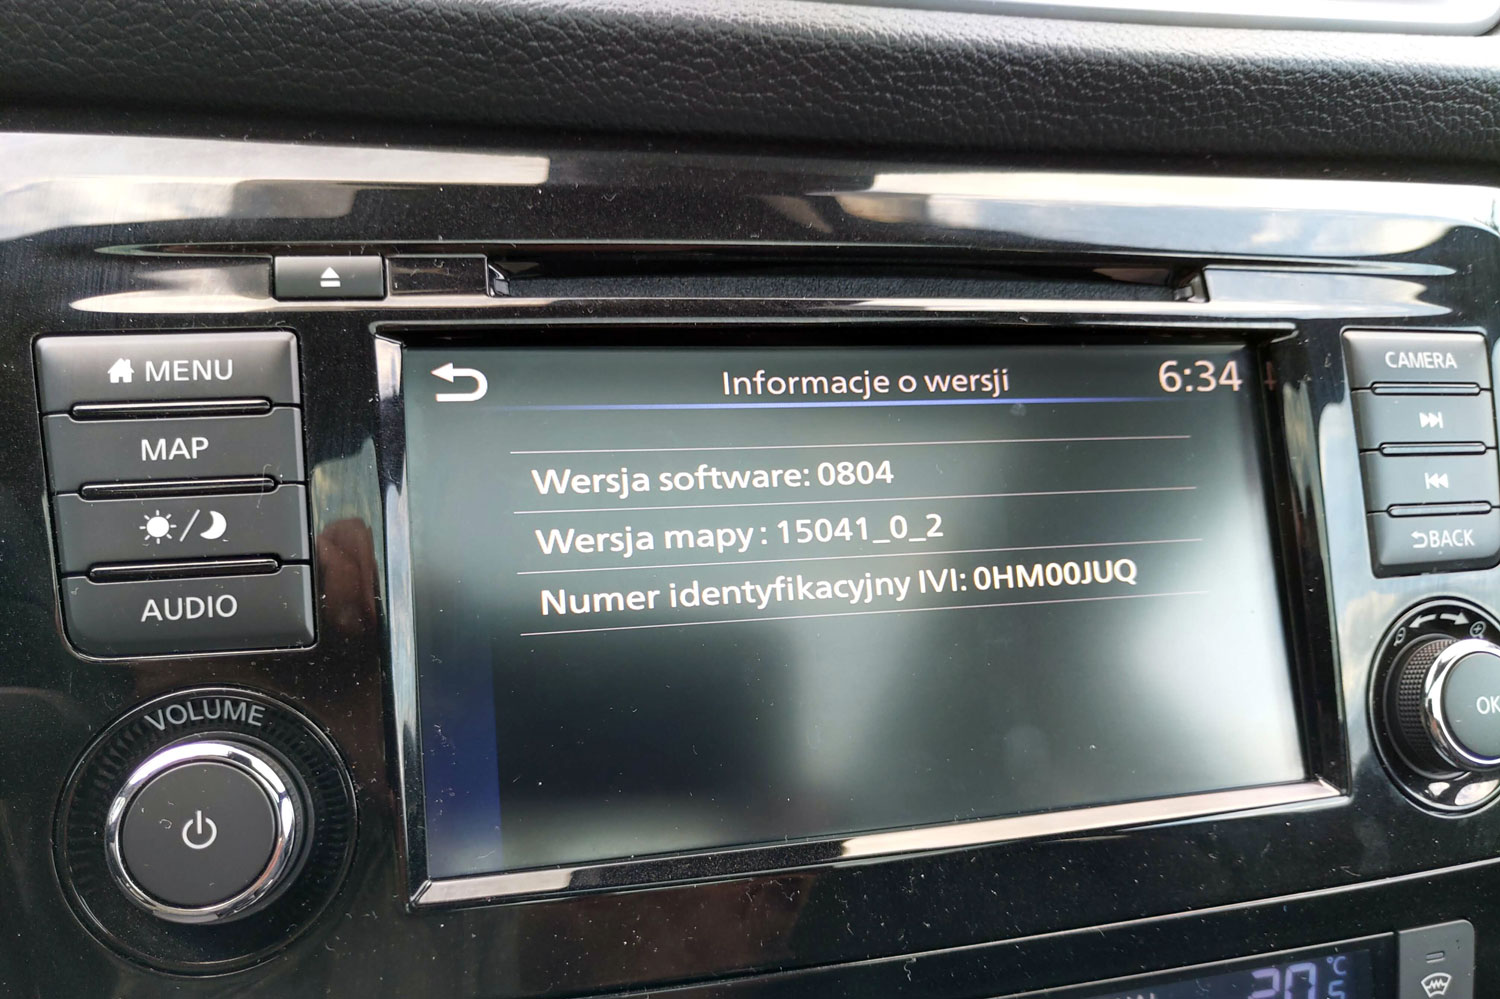 MENU
MAP
AUDIO
VOLUME
Informacje o wersji
6:34
Wersja software: 0804
Wersja mapy : 15041_0_2
Numer identyfikacyjny IVI: 0HM00JUQ
CAMERA
BACK
OK
20 °C